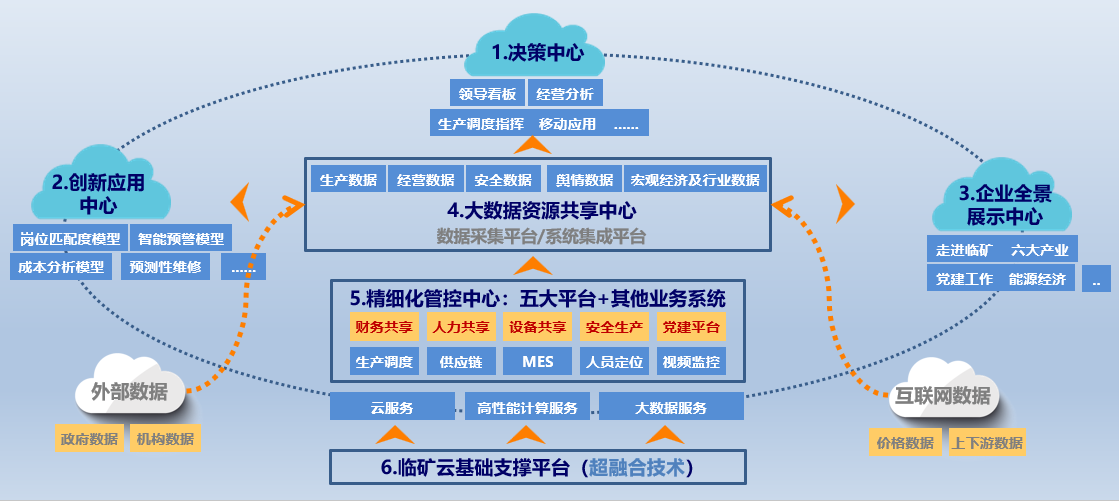 1.决策中心
领导看板 经营分析
生产调度指挥 移动应用 ......
2.创新应用
中心
岗位匹配度模型 智能预警模型
成本分析模型 预测性维修 ......
3.企业全景
展示中心
走进临矿 六大产业
党建工作 能源经济 ..
生产数据 经营数据 安全数据 舆情数据 宏观经济及行业数据
4.大数据资源共享中心
数据采集平台/系统集成平台
5.精细化管控中心：五大平台+其他业务系统
财务共享 人力共享 设备共享 安全生产 党建平台
生产调度 供应链 MES 人员定位 视频监控
外部数据
政府数据 机构数据
互联网数据
价格数据 上下游数据
云服务 高性能计算服务 大数据服务
6.临矿云基础支撑平台（超融合技术）